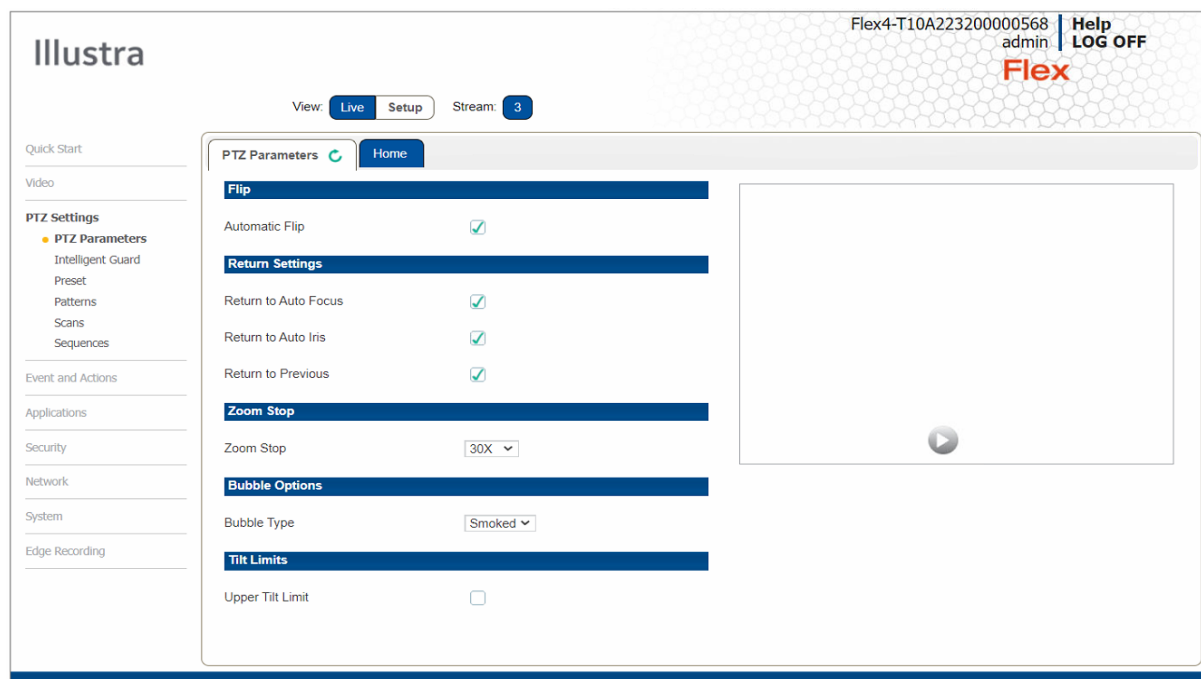 Illustra
Flex4-T10A223200000568
Help
admin
LOG OFF
Flex
View: Live Setup Stream: 3
Quick Start
Video
PTZ Settings
PTZ Parameters
Intelligent Guard
Preset
Patterns
Scans
Sequences
Event and Actions
Applications
Security
Network
System
Edge Recording
PTZ Parameters
Home
Flip
Automatic Flip
Return Settings
Return to Auto Focus
Return to Auto Iris
Return to Previous
Zoom Stop
Zoom Stop 30X
Bubble Options
Bubble Type Smoked
Tilt Limits
Upper Tilt Limit